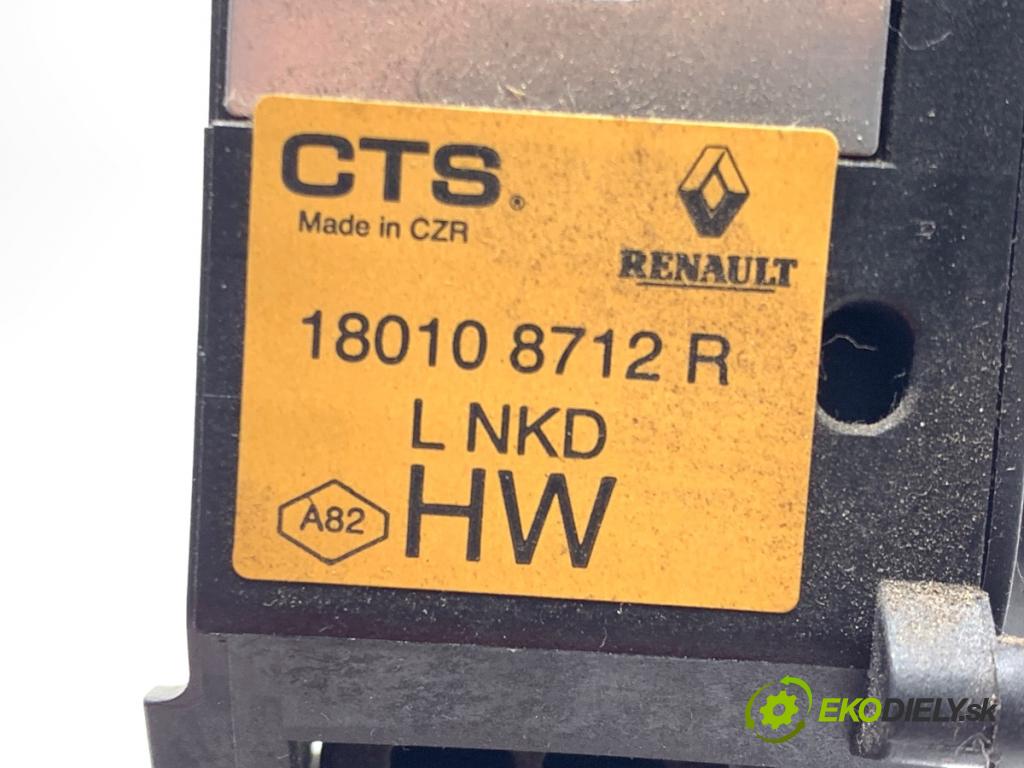 CTS®
Made in CZR
RENAULT
18010 8712 R
L NKD
A82
HW
EKODIELY.sk